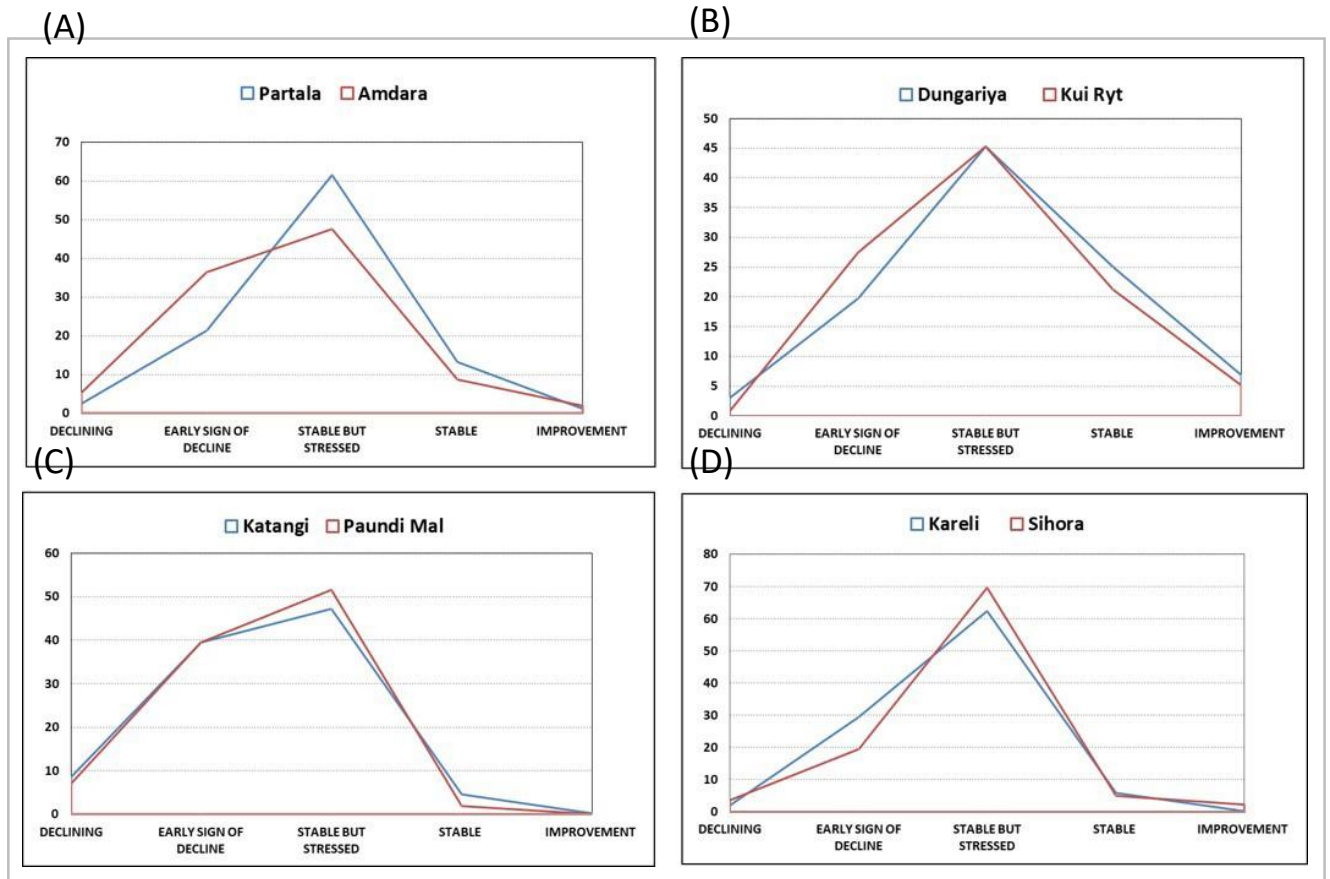 (A)
Partala Amdara
70
60
50
40
30
20
10
0
DECLINING EARLY SIGN OF DECLINE STABLE BUT STRESSED STABLE IMPROVEMENT
(B)
Dungariya Kui Ryt
50
45
40
35
30
25
20
15
10
5
0
DECLINING EARLY SIGN OF DECLINE STABLE BUT STRESSED STABLE IMPROVEMENT
(C)
Katangi Paundi Mal
60
50
40
30
20
10
0
DECLINING EARLY SIGN OF DECLINE STABLE BUT STRESSED STABLE IMPROVEMENT
(D)
Kareli Sihora
80
70
60
50
40
30
20
10
0
DECLINING EARLY SIGN OF DECLINE STABLE BUT STRESSED STABLE IMPROVEMENT